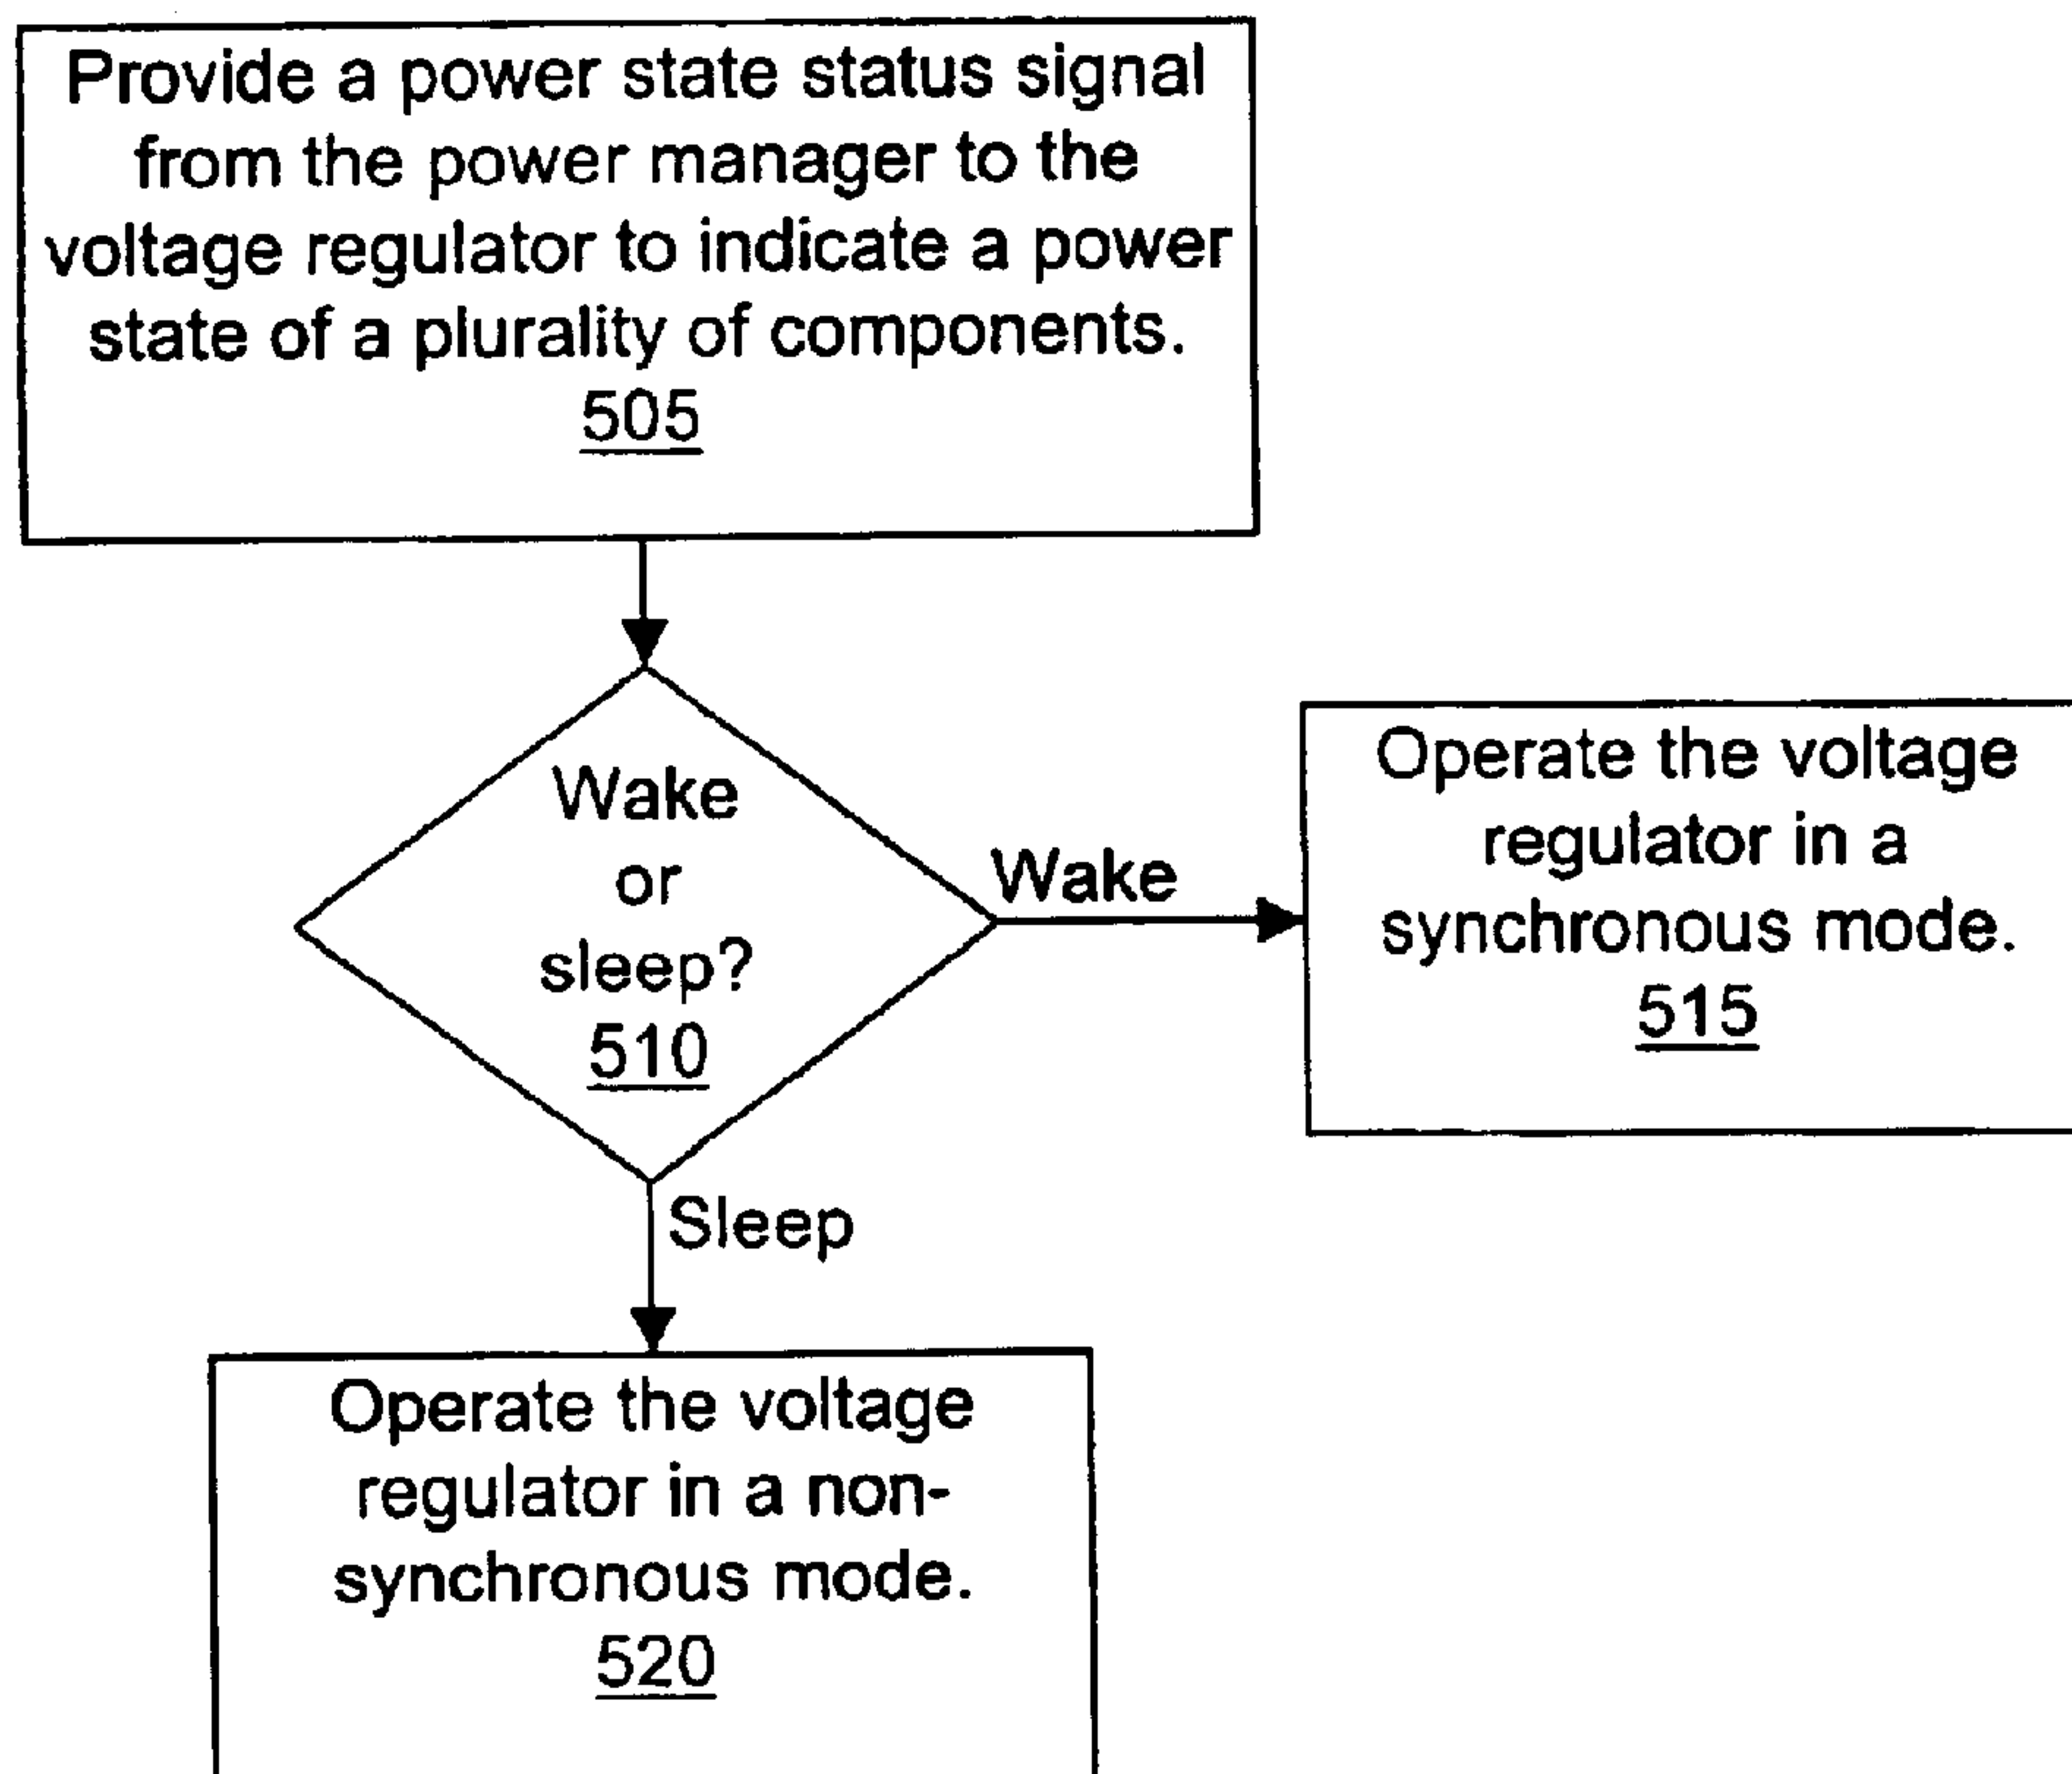 Provide a power state status signal
from the power manager to the
voltage regulator to indicate a power
state of a plurality of components.
505
Wake
or
sleep?
510
Wake
Operate the voltage
regulator in a
synchronous mode.
515
Sleep
Operate the voltage
regulator in a non-
synchronous mode.
520